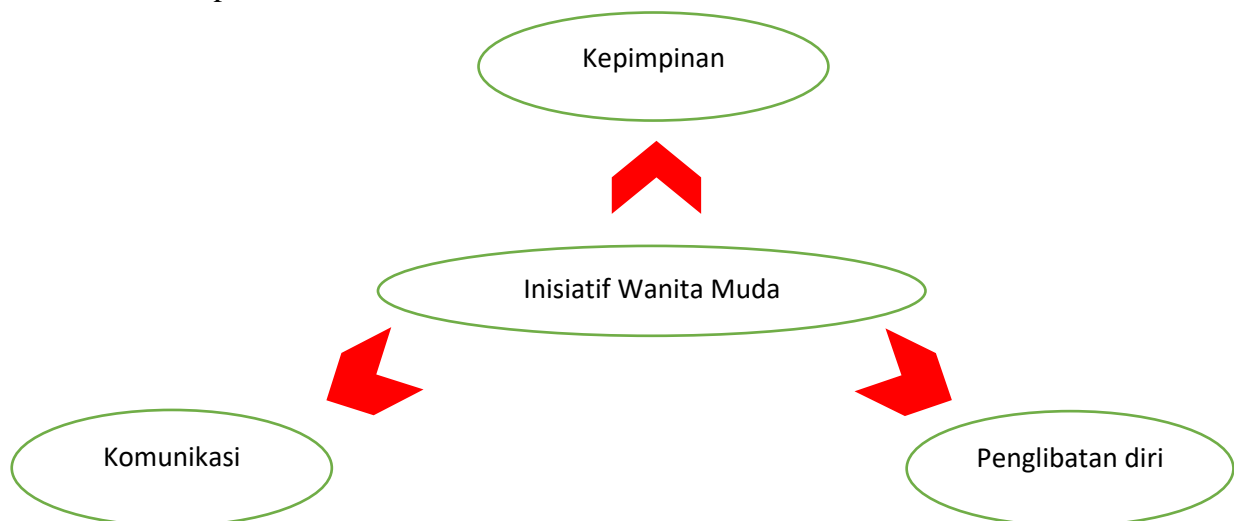 Kepimpinan
Inisiatif Wanita Muda
Komunikasi
Penglibatan diri